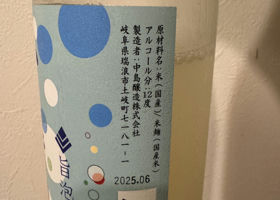 原材料名：米（国産）、米麹（国産米）
アルコール分：12度
製造者：中島醸造株式会社
岐阜県瑞浪市土岐町七一八一ー一
2025.06
旨泡